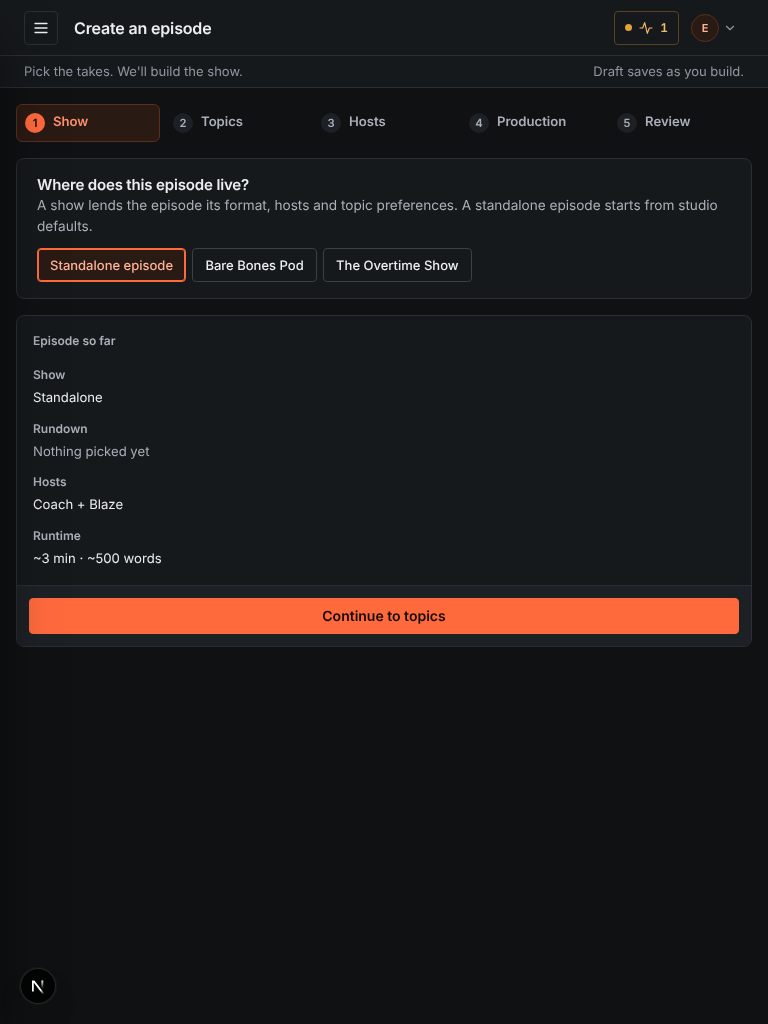 Create an episode
1
E
Pick the takes. We'll build the show.
Draft saves as you build.
1 Show
2 Topics
3 Hosts
4 Production
5 Review
Where does this episode live?
A show lends the episode its format, hosts and topic preferences. A standalone episode starts from studio
defaults.
Standalone episode
Bare Bones Pod
The Overtime Show
Episode so far
Show
Standalone
Rundown
Nothing picked yet
Hosts
Coach + Blaze
Runtime
~3 min · ~500 words
Continue to topics
N